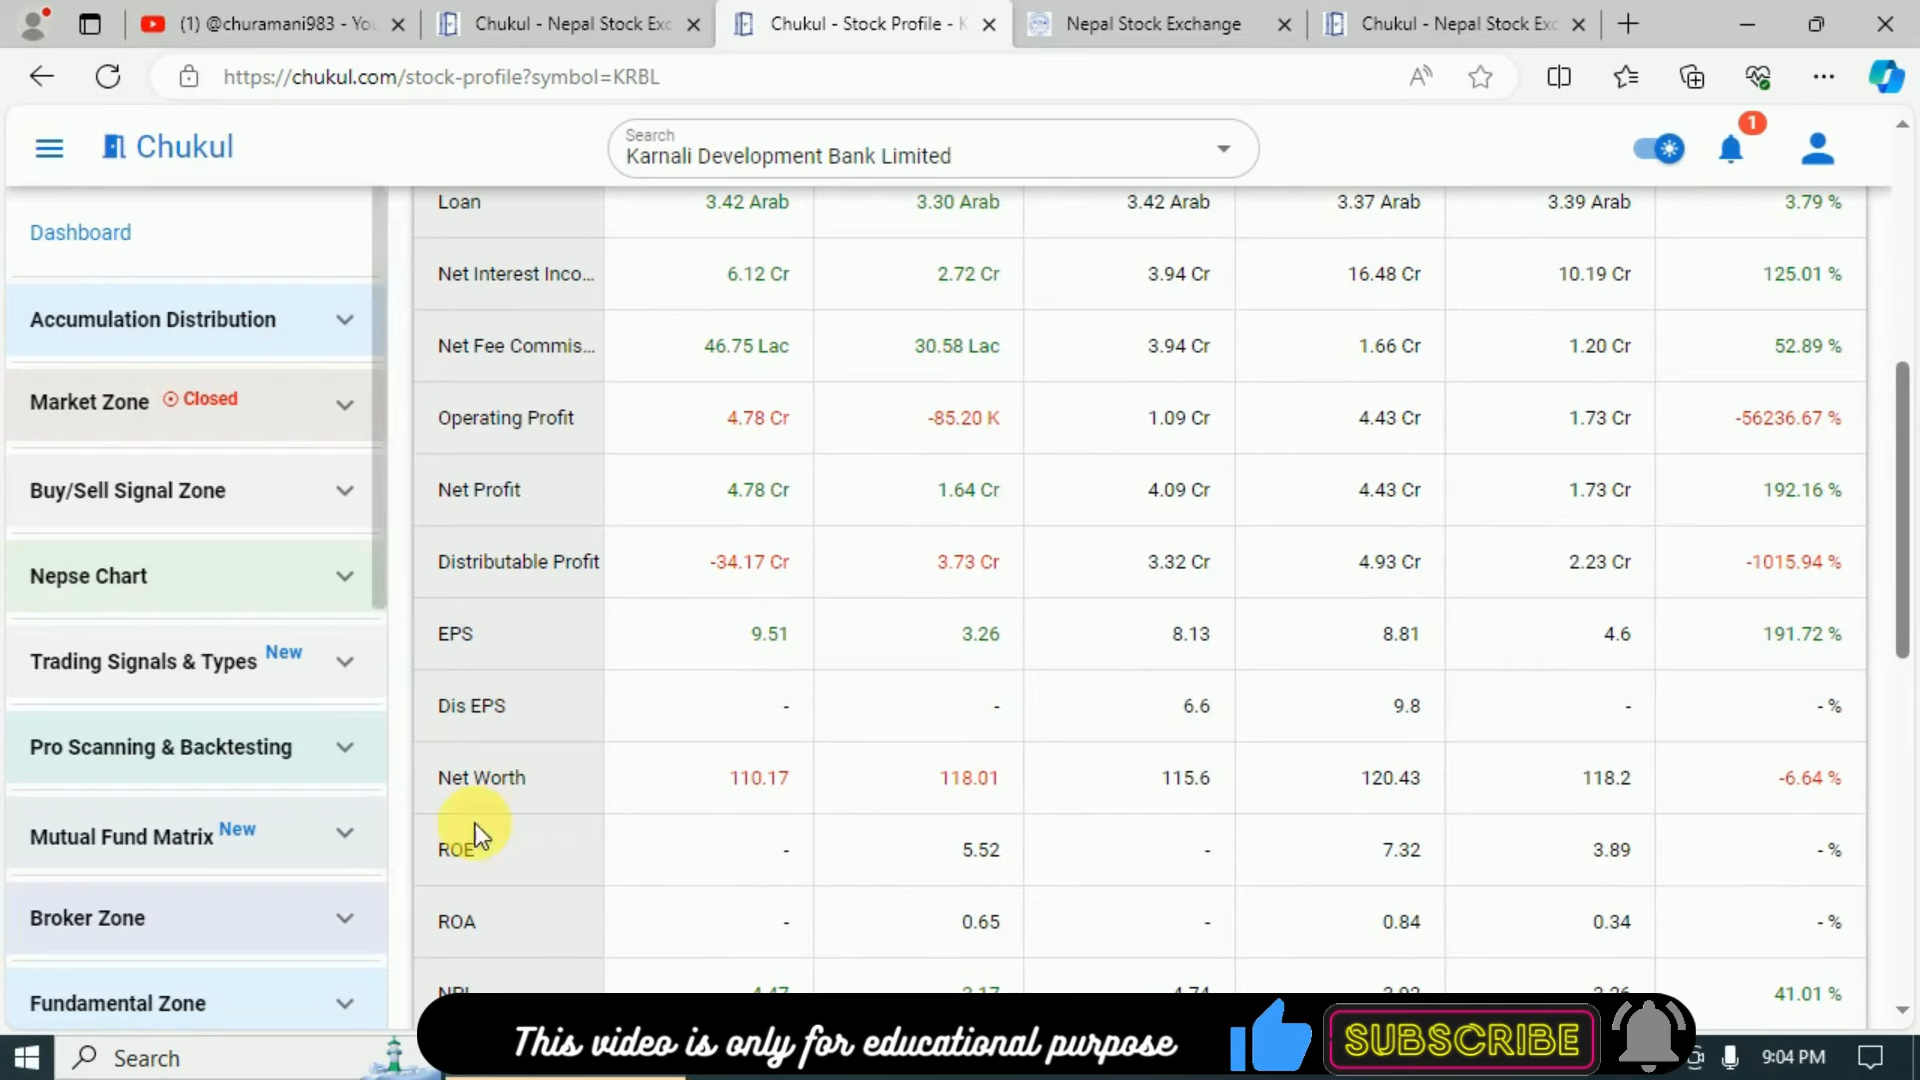 (1) @churamani983 - You
Chukul - Nepal Stock Exc
Chukul - Stock Profile - K
Nepal Stock Exchange
Chukul - Nepal Stock Exc
https://chukul.com/stock-profile?symbol=KRBL
Chukul
Search
Karnali Development Bank Limited
1
Dashboard
Accumulation Distribution
Market Zone Closed
Buy/Sell Signal Zone
Nepse Chart
Trading Signals & Types New
Pro Scanning & Backtesting
Mutual Fund Matrix New
Broker Zone
Fundamental Zone
Loan 3.42 Arab 3.30 Arab 3.42 Arab 3.37 Arab 3.39 Arab 3.79 %
Net Interest Inco... 6.12 Cr 2.72 Cr 3.94 Cr 16.48 Cr 10.19 Cr 125.01 %
Net Fee Commis... 46.75 Lac 30.58 Lac 3.94 Cr 1.66 Cr 1.20 Cr 52.89 %
Operating Profit 4.78 Cr -85.20 K 1.09 Cr 4.43 Cr 1.73 Cr -56236.67 %
Net Profit 4.78 Cr 1.64 Cr 4.09 Cr 4.43 Cr 1.73 Cr 192.16 %
Distributable Profit -34.17 Cr 3.73 Cr 3.32 Cr 4.93 Cr 2.23 Cr -1015.94 %
EPS 9.51 3.26 8.13 8.81 4.6 191.72 %
Dis EPS - - 6.6 9.8 - - %
Net Worth 110.17 118.01 115.6 120.43 118.2 -6.64 %
ROE - 5.52 - 7.32 3.89 - %
ROA - 0.65 - 0.84 0.34 - %
41.01 %
This video is only for educational purpose
SUBSCRIBE
Search
9:04 PM